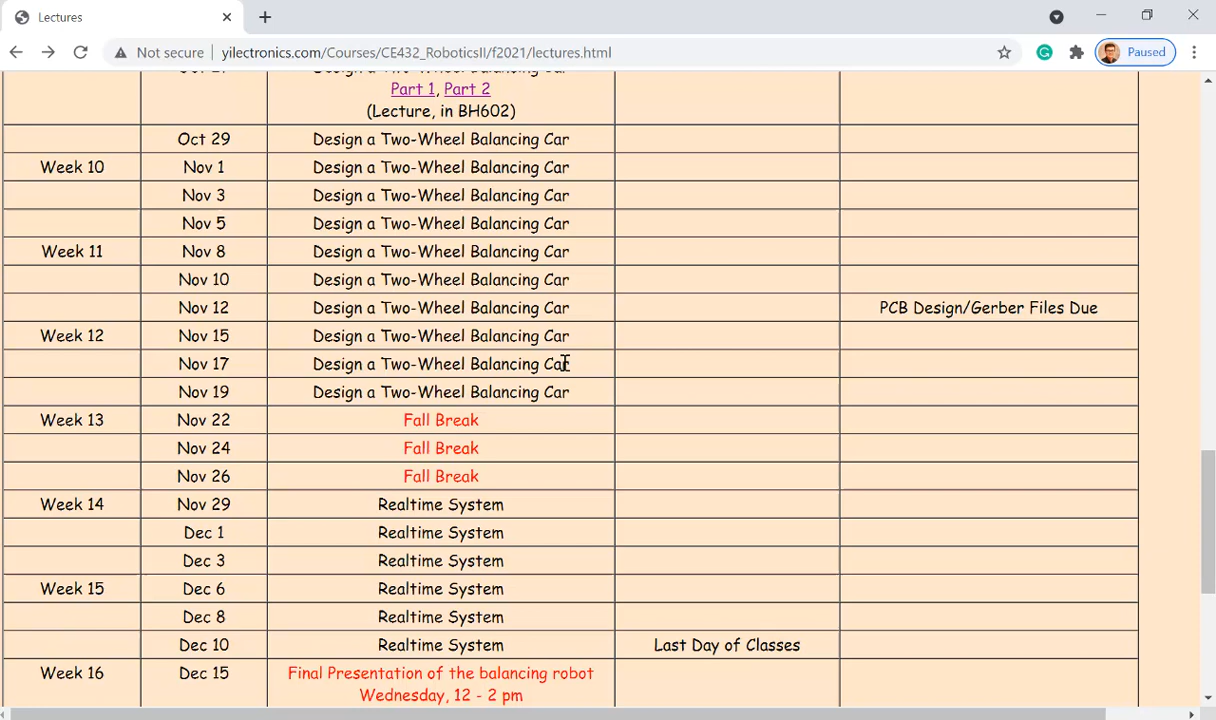 Lectures
Not secure yilectronics.com/Courses/CE432_RoboticsII/f2021/lectures.html Paused
Oct 27 Design a Two-Wheel Balancing Car
Part 1, Part 2
(Lecture, in BH602)
Oct 29 Design a Two-Wheel Balancing Car
Week 10 Nov 1 Design a Two-Wheel Balancing Car
Nov 3 Design a Two-Wheel Balancing Car
Nov 5 Design a Two-Wheel Balancing Car
Week 11 Nov 8 Design a Two-Wheel Balancing Car
Nov 10 Design a Two-Wheel Balancing Car
Nov 12 Design a Two-Wheel Balancing Car PCB Design/Gerber Files Due
Week 12 Nov 15 Design a Two-Wheel Balancing Car
Nov 17 Design a Two-Wheel Balancing Car
Nov 19 Design a Two-Wheel Balancing Car
Week 13 Nov 22 Fall Break
Nov 24 Fall Break
Nov 26 Fall Break
Week 14 Nov 29 Realtime System
Dec 1 Realtime System
Dec 3 Realtime System
Week 15 Dec 6 Realtime System
Dec 8 Realtime System
Dec 10 Realtime System Last Day of Classes
Week 16 Dec 15 Final Presentation of the balancing robot
Wednesday, 12 - 2 pm